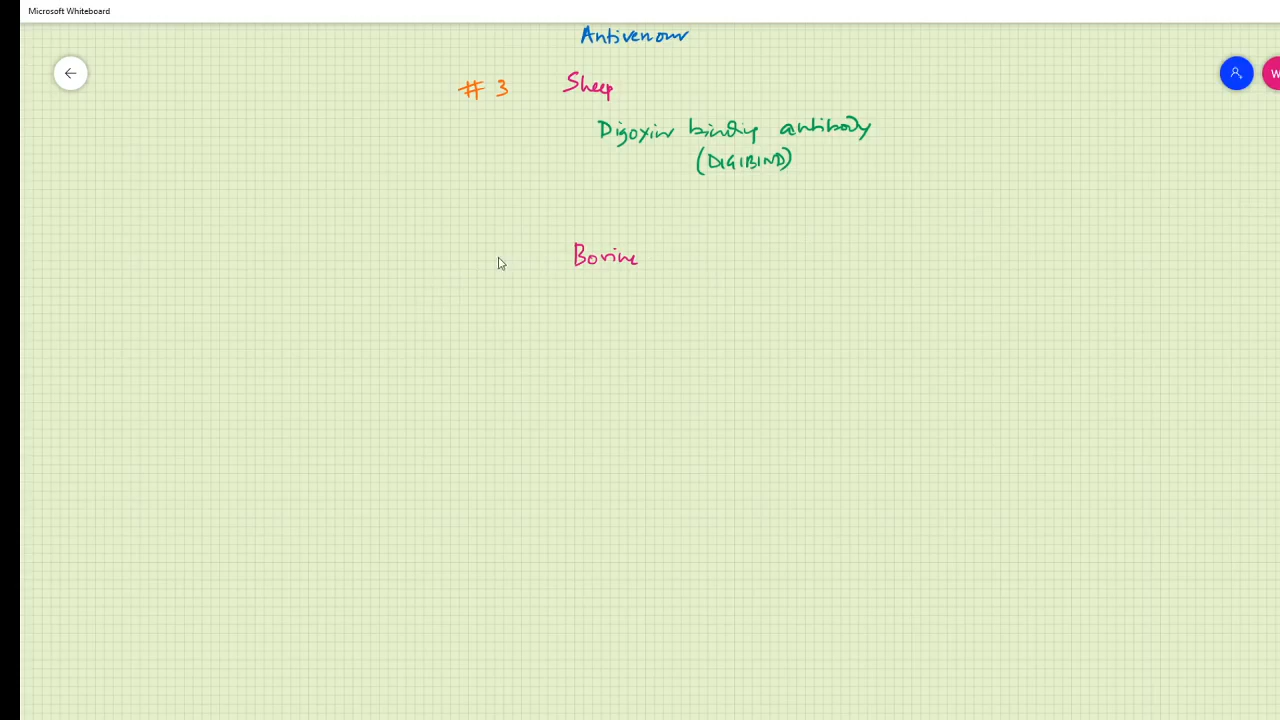 Microsoft Whiteboard
Antivenom
# 3 Sheep
Digoxin binding antibody
(DIGIBIND)
Bovine
W